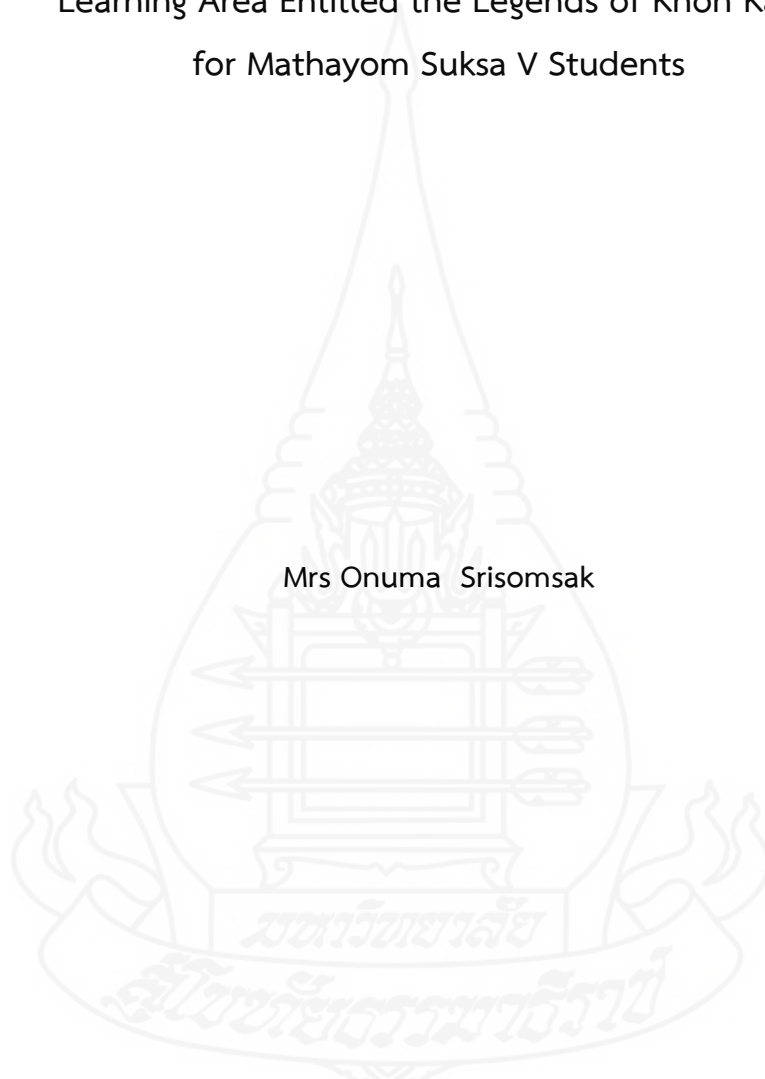 Learning Area Entitled the Legends of Khon Ka
for Mathayom Suksa V Students
Mrs Onuma Srisomsak
มหาวิทยาลัย
สุโขทัยธรรมาธิราช